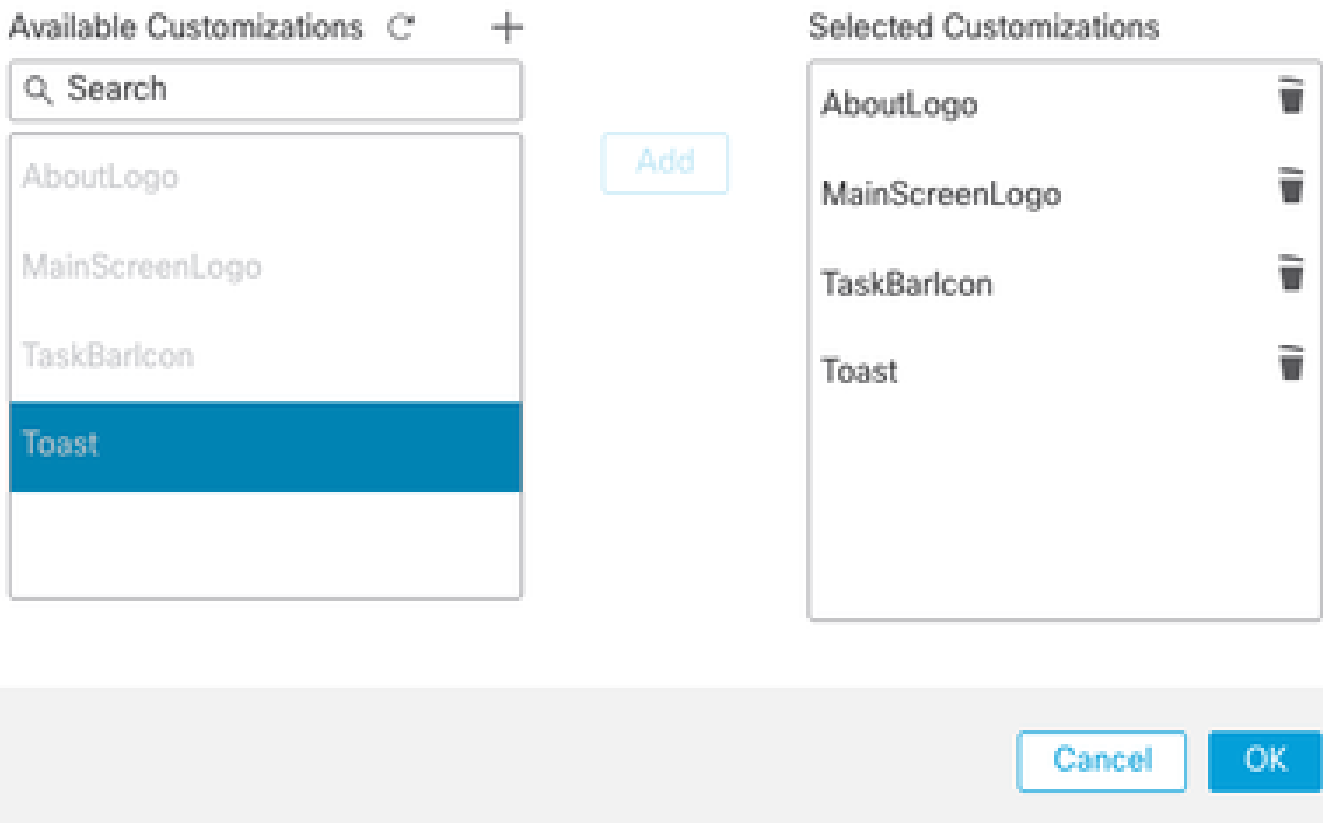 Available Customizations
Search
AboutLogo
MainScreenLogo
TaskBarIcon
Toast
Add
Selected Customizations
AboutLogo
MainScreenLogo
TaskBarIcon
Toast
Cancel
OK